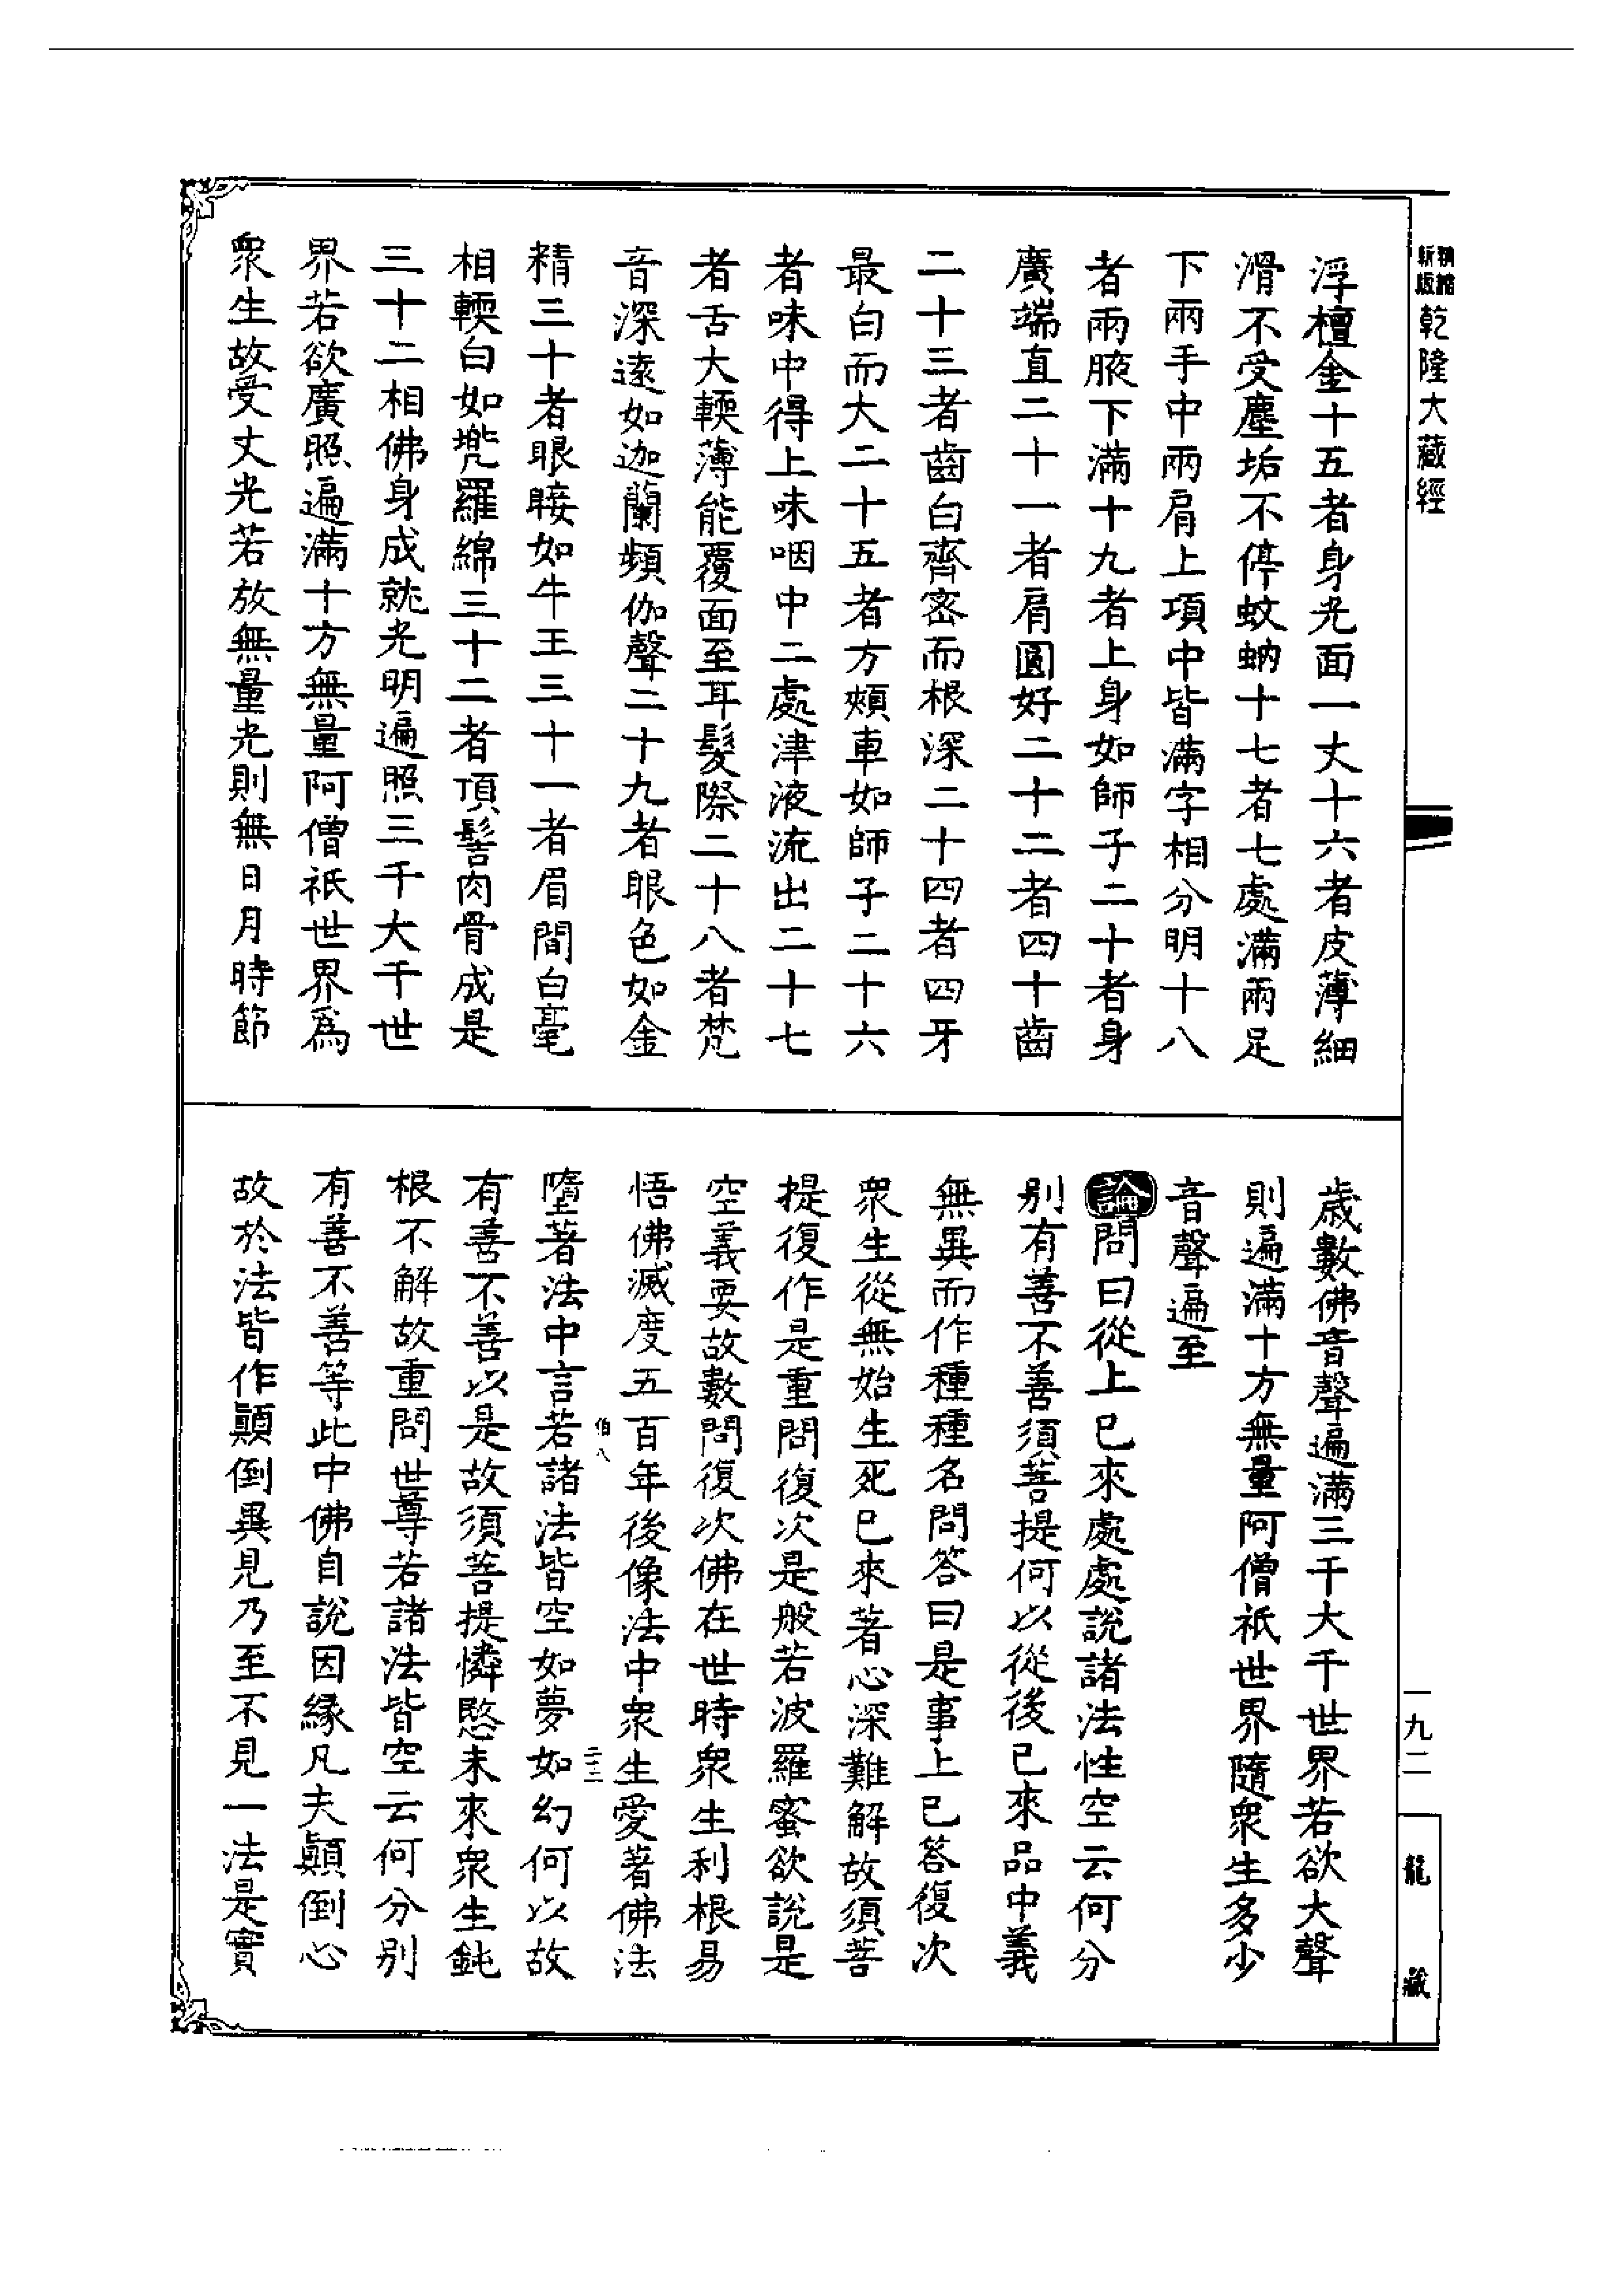 新版
乾隆大藏經
浮檀金十五者身光面一丈十六者皮薄細
滑不受塵垢不停蚊蚋十七者七處滿兩足
下兩手中兩肩上項中皆滿字相分明十八
者兩腋下滿十九者上身如師子二十者身
廣端直二十一者肩圓好二十二者四十齒
二十三者齒白齊密而根深二十四者四牙
最白而大二十五者方頰車如師子二十六
者味中得上味咽中二處津液流出二十七
者舌大輭薄能覆面至耳髮際二十八者梵
音深遠如迦蘭頻伽聲二十九者眼色如金
精三十者眼睫如牛王三十一者眉間白毫
相輭白如兠羅綿三十二者頂髻肉骨成是
三十二相佛身成就光明遍照三千大千世
界若欲廣照遍滿十方無量阿僧祇世界為
衆生故受丈光若放無量光則無日月時節
歲數佛音聲遍滿三千大千世界若欲大聲
則遍滿十方無量阿僧祇世界隨衆生多少
音聲遍至
論問曰從上已來處處說諸法性空云何分
別有善不善須菩提何以從後已來品中義
無異而作種種名問答曰是事上已答復次
衆生從無始生死已來著心深難解故須菩
提復作是重問復次是般若波羅蜜欲說是
空義要故數問復次佛在世時衆生利根易
悟佛滅度五百年後像法中衆生愛著佛法
伯八
二十二
墮著法中言若諸法皆空如夢如幻何以故
有善不善以是故須菩提憐愍未來衆生鈍
根不解故重問世尊若諸法皆空云何分別
有善不善等此中佛自說因緣凡夫顛倒心
故於法皆作顛倒異見乃至不見一法是實
一九二
龍藏